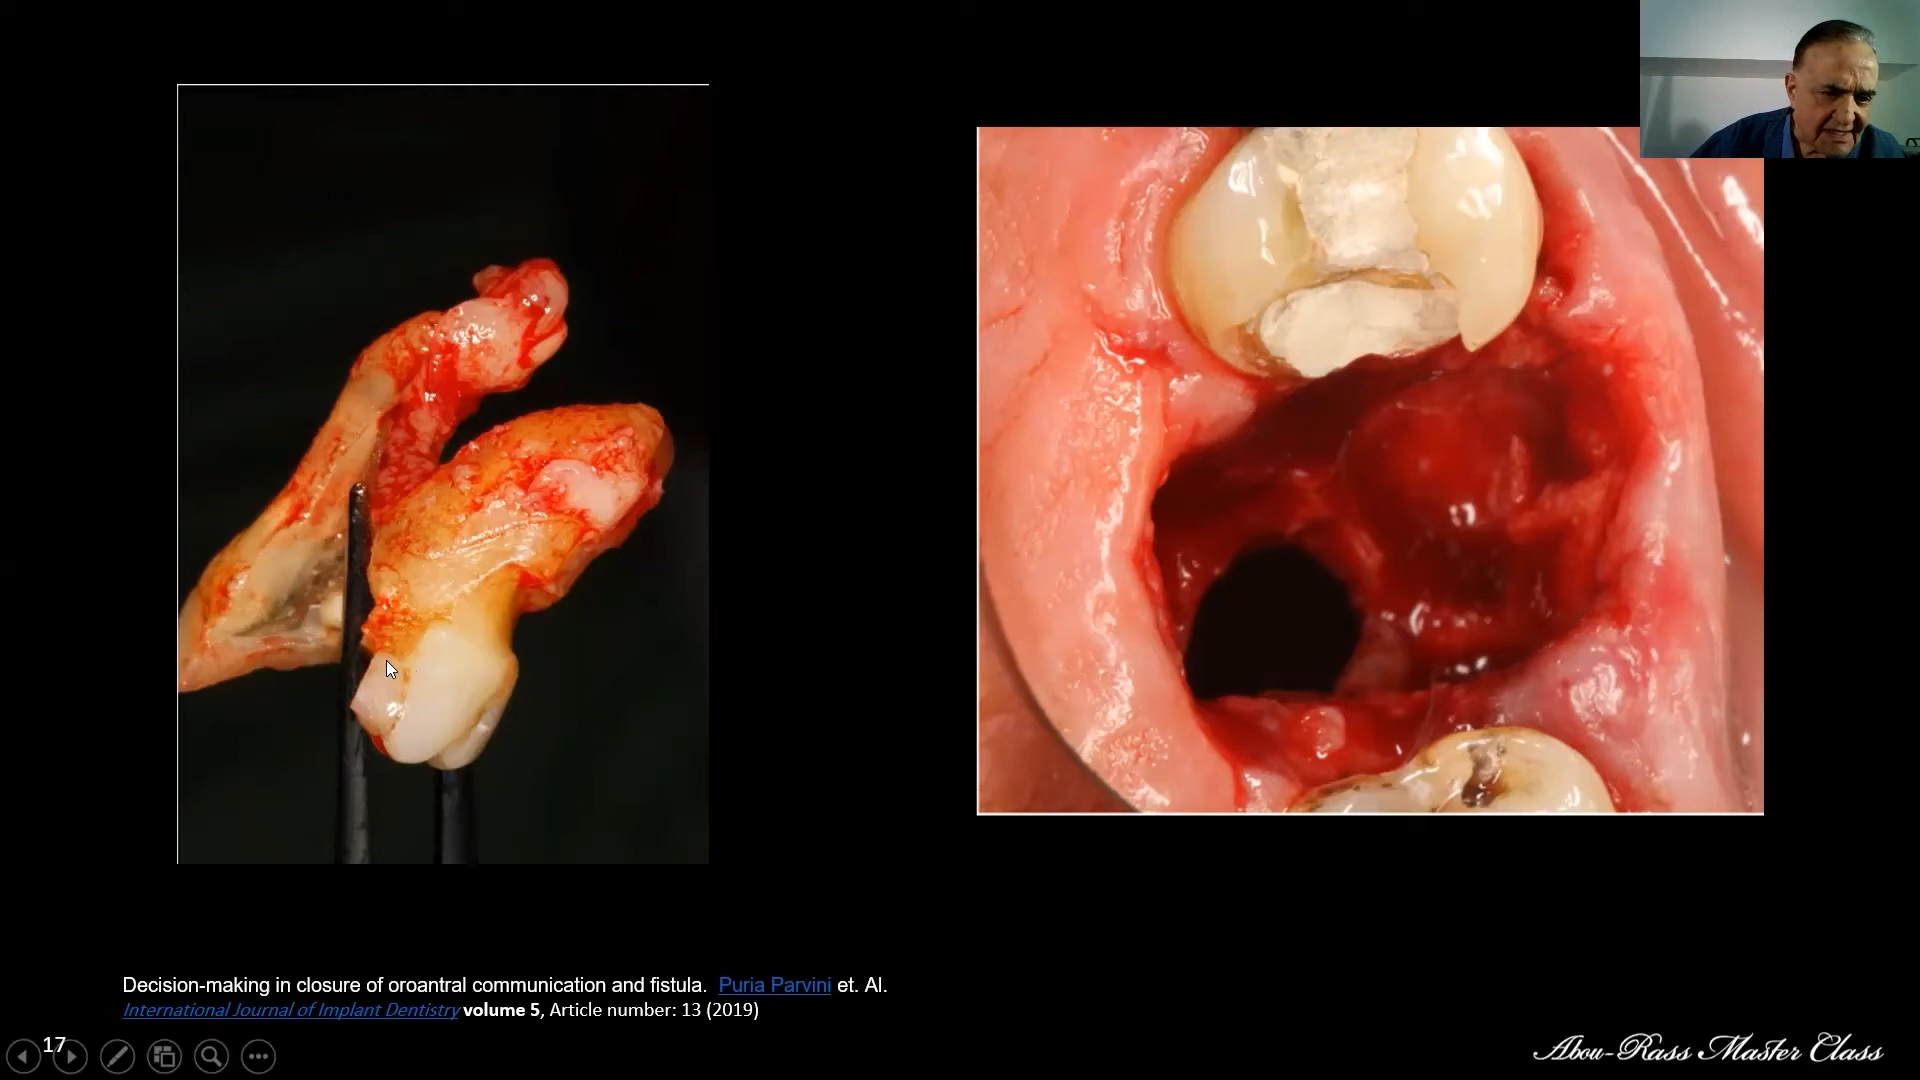 Decision-making in closure of oroantral communication and fistula. Puria Parvini et. Al.
International Journal of Implant Dentistry volume 5, Article number: 13 (2019)
17
Abou-Rass Master Class